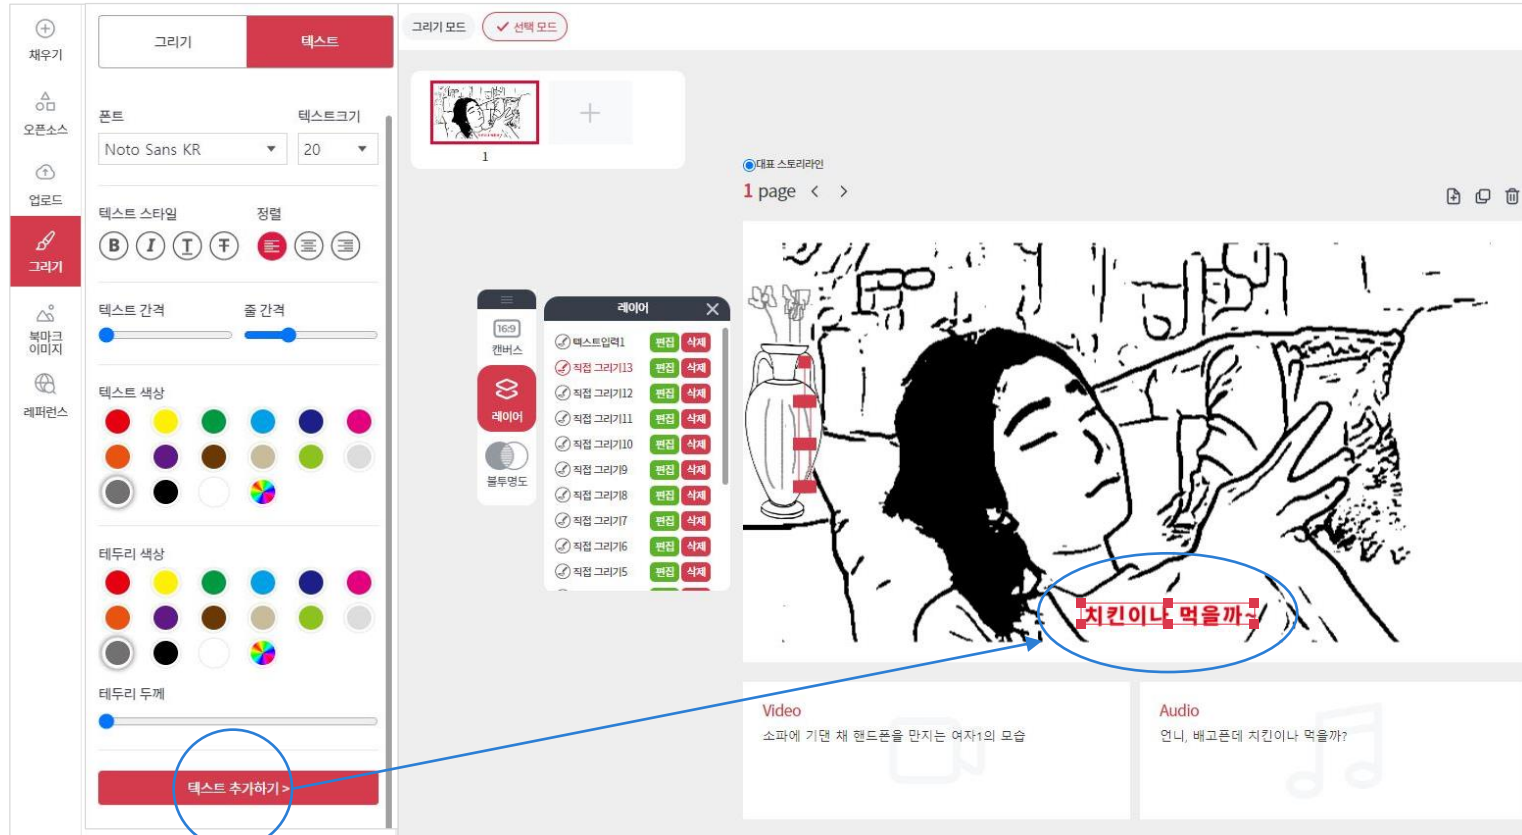 채우기
오픈소스
업로드
그리기
북마크
이미지
레퍼런스
그리기
텍스트
폰트
텍스트크기
Noto Sans KR
20
텍스트 스타일
정렬
B I T T
텍스트 간격
줄 간격
텍스트 색상
테두리 색상
테두리 두께
텍스트 추가하기 >
그리기 모드
선택 모드
1
대표 스토리라인
1 page < >
16:9
캔버스
레이어
불투명도
레이어
텍스트입력1 편집 삭제
직접 그리기13 편집 삭제
직접 그리기12 편집 삭제
직접 그리기11 편집 삭제
직접 그리기10 편집 삭제
직접 그리기9 편집 삭제
직접 그리기8 편집 삭제
직접 그리기7 편집 삭제
직접 그리기6 편집 삭제
직접 그리기5 편집 삭제
치킨이나 먹을까~
Video
소파에 기댄 채 핸드폰을 만지는 여자1의 모습
Audio
언니, 배고픈데 치킨이나 먹을까?